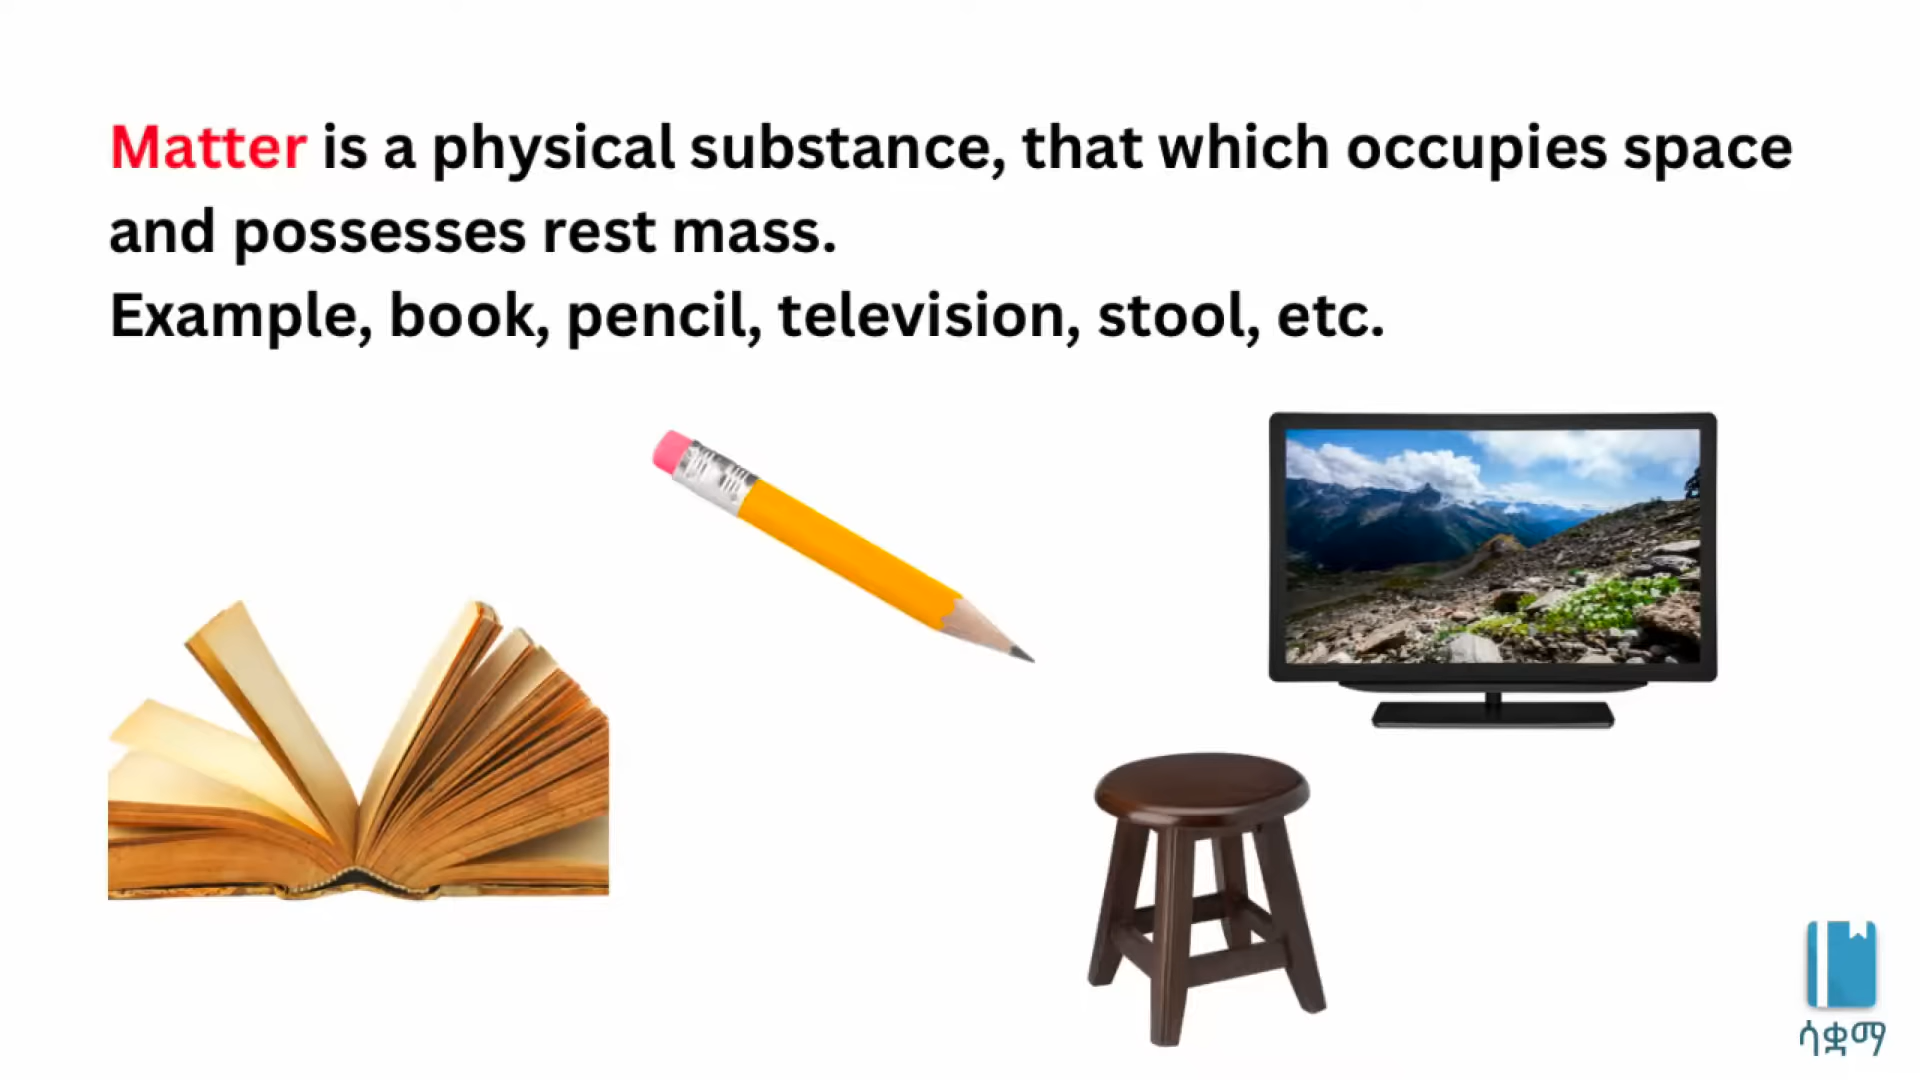 Matter is a physical substance, that which occupies space
and possesses rest mass.
Example, book, pencil, television, stool, etc.
ሳቋማ